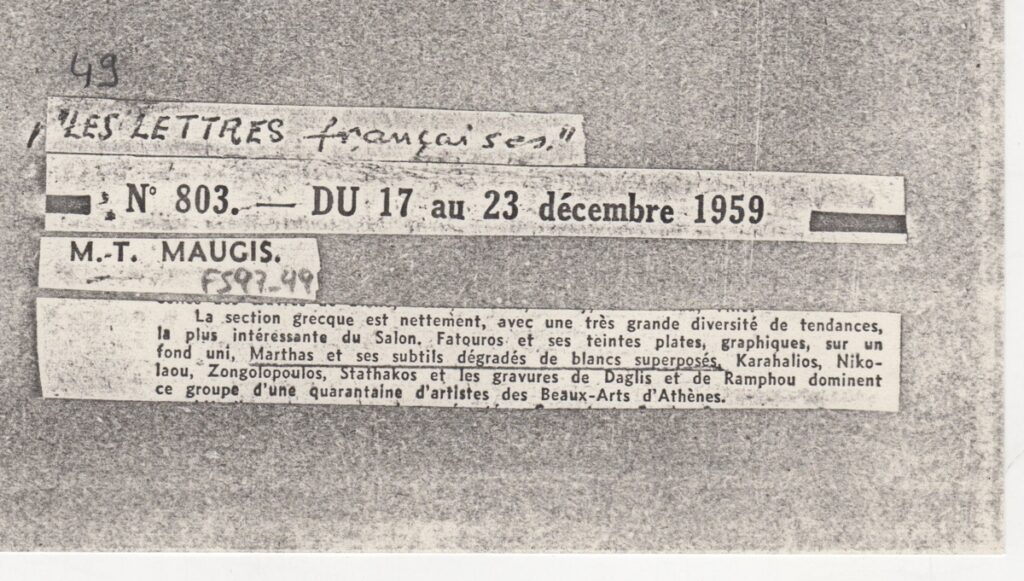 49
"LES LETTRES françaises."
N° 803. — DU 17 au 23 décembre 1959
M.-T. MAUGIS.
FS97-49
La section grecque est nettement, avec une très grande diversité de tendances,
la plus intéressante du Salon. Fatouros et ses teintes plates, graphiques, sur un
fond uni, Marthas et ses subtils dégradés de blancs superposés, Karahalios, Niko-
laou, Zongolopoulos, Stathakos et les gravures de Daglis et de Ramphou dominent
ce groupe d'une quarantaine d'artistes des Beaux-Arts d'Athènes.